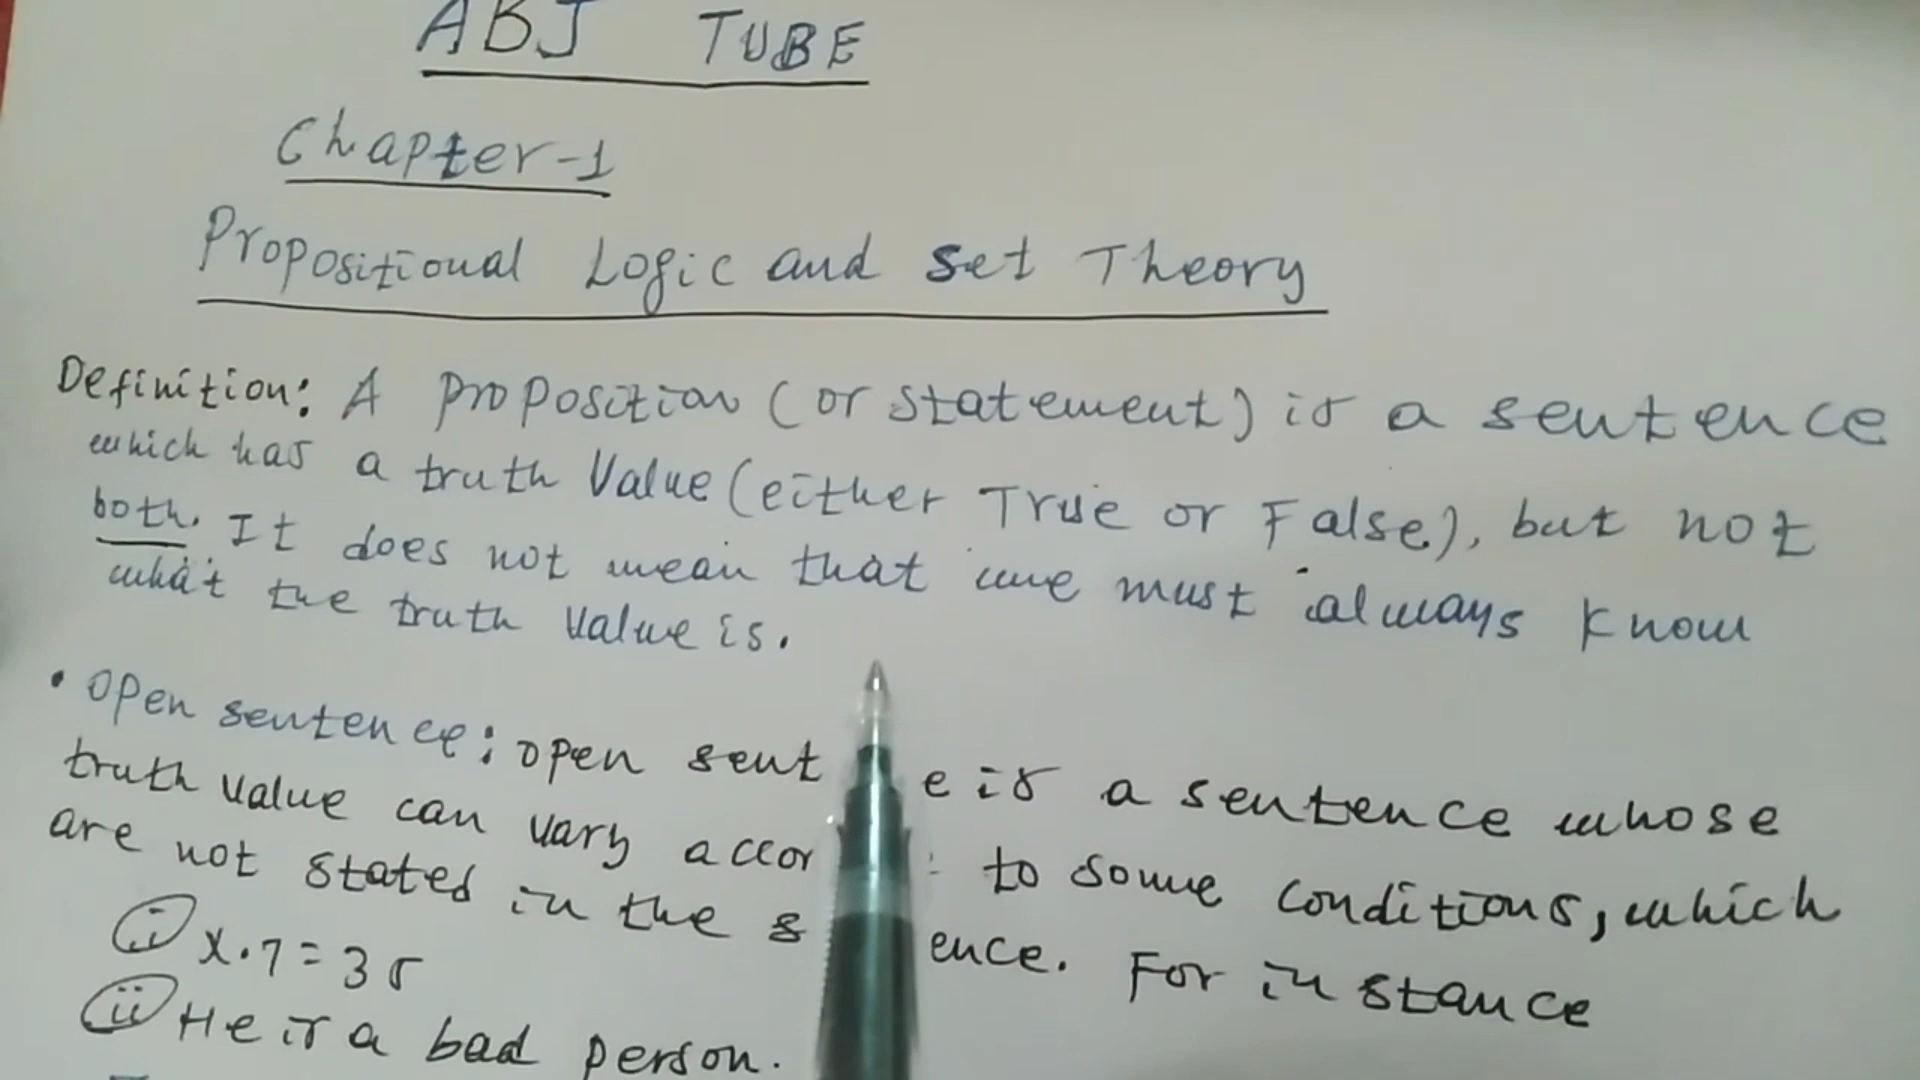 ABJ TUBE
Chapter-1
Propositional Logic and set Theory
Definition: A proposition (or statement) is a sentence
which has a truth Value (either True or False), but not
both. It does not mean that we must always know
what the truth value is.
• Open sentence: open sent e is a sentence whose
truth value can vary accor to some conditions, which
are not stated in the s ence. For instance
i x.7=35
ii He is a bad person.